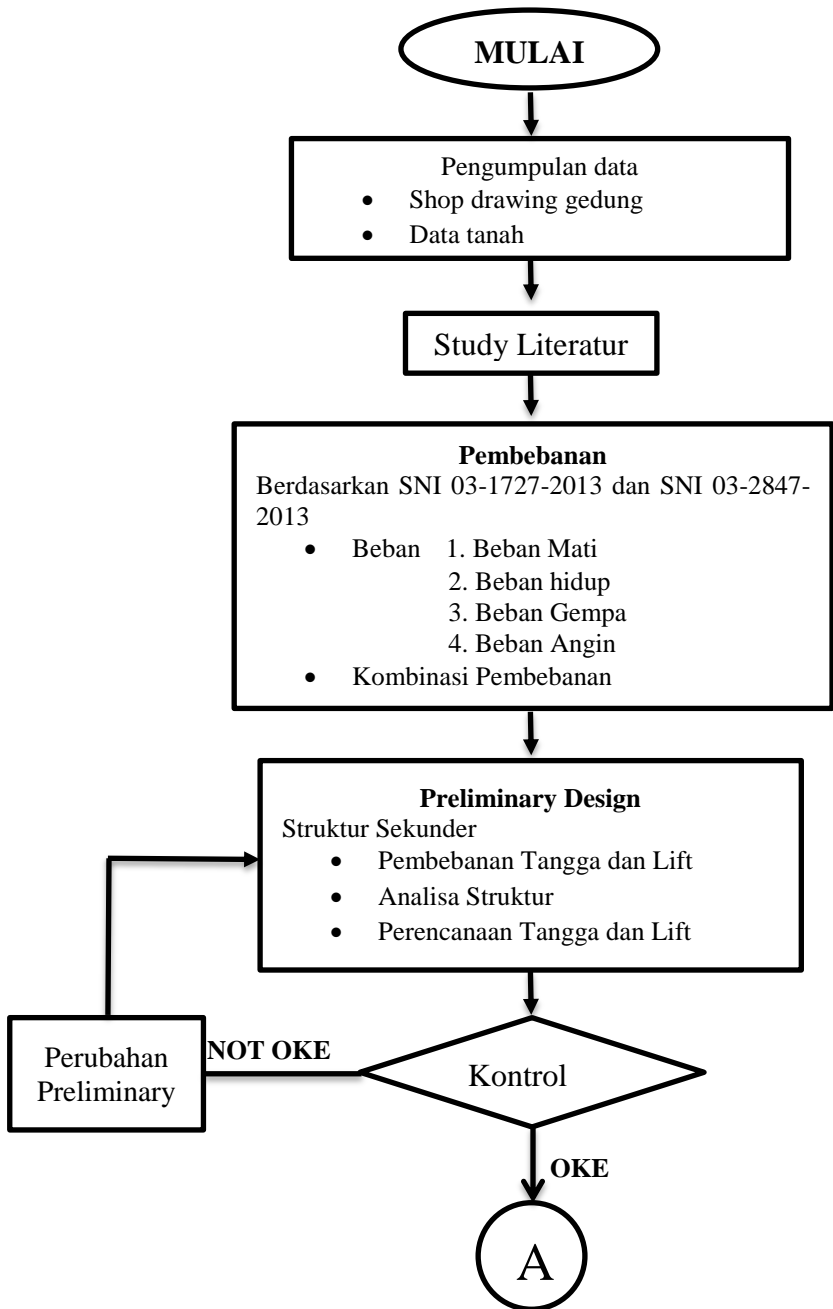 MULAI
Pengumpulan data
• Shop drawing gedung
• Data tanah
Study Literatur
Pembebanan
Berdasarkan SNI 03-1727-2013 dan SNI 03-2847-
2013
• Beban 1. Beban Mati
2. Beban hidup
3. Beban Gempa
4. Beban Angin
• Kombinasi Pembebanan
Preliminary Design
Struktur Sekunder
• Pembebanan Tangga dan Lift
• Analisa Struktur
• Perencanaan Tangga dan Lift
Perubahan
Preliminary
NOT OKE
Kontrol
OKE
A